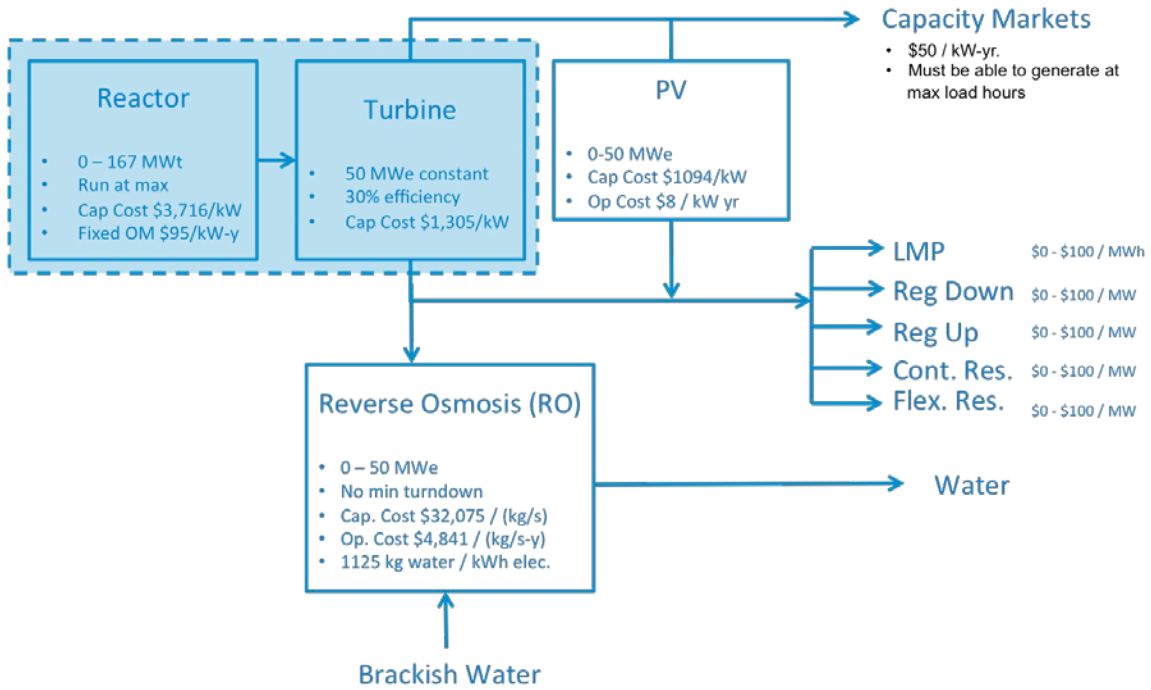 Capacity Markets
• $50 / kW-yr.
• Must be able to generate at
max load hours
Reactor
• 0 – 167 MWt
• Run at max
• Cap Cost $3,716/kW
• Fixed OM $95/kW-y
Turbine
• 50 MWe constant
• 30% efficiency
• Cap Cost $1,305/kW
PV
• 0-50 MWe
• Cap Cost $1094/kW
• Op Cost $8 / kW yr
LMP $0 - $100 / MWh
Reg Down $0 - $100 / MW
Reg Up $0 - $100 / MW
Cont. Res. $0 - $100 / MW
Flex. Res. $0 - $100 / MW
Reverse Osmosis (RO)
• 0 – 50 MWe
• No min turndown
• Cap. Cost $32,075 / (kg/s)
• Op. Cost $4,841 / (kg/s-y)
• 1125 kg water / kWh elec.
Water
Brackish Water